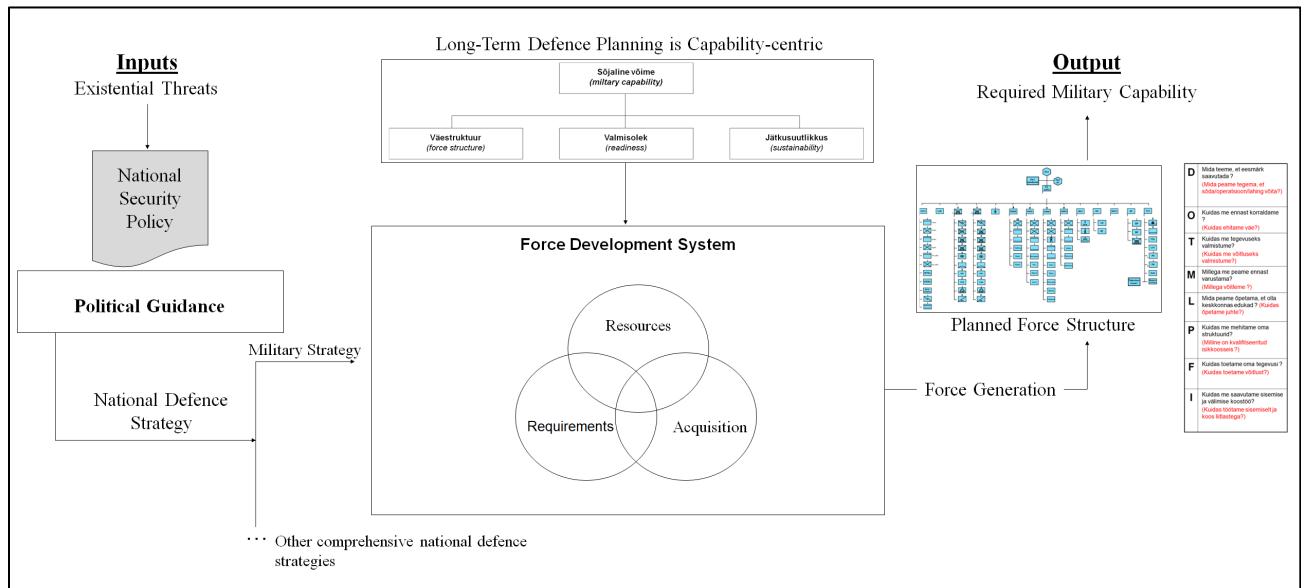 Long-Term Defence Planning is Capability-centric
Inputs
Existential Threats
National
Security
Policy
Political Guidance
Military Strategy
National Defence
Strategy
... Other comprehensive national defence
strategies
Sõjaline võime
(miltary capability)
Väestruktuur
(force structure)
Valmisolek
(readiness)
Jätkusuutlikkus
(sustainability)
Force Development System
Resources
Requirements
Acquisition
Output
Required Military Capability
Planned Force Structure
Force Generation
D
Mida teeme, et eesmärk
saavutada ?
(Mida peame tegema, et
sõda/operatsioon/lahing võita?)
O
Kuidas me ennast korraldame
?
(Kuidas ehitame väe?)
T
Kuidas me tegevuseks
valmistume?
(Kuidas me võitluseks
valmistume?)
M
Millega me peame ennast
varustama?
(Millega võitleme ?)
L
Mida peame õpetama, et olla
keskkonnas edukad ? (Kuidas
õpetame juhte?)
P
Kuidas me mehitame oma
struktuurid?
(Milline on kvalifitseeritud
isikkoosseis ?)
F
Kuidas toetame oma tegevusi ?
(Kuidas toetame võitlust?)
I
Kuidas me saavutame sisemise
ja välimise koostöö?
(Kuidas töötame sisemiselt ja
koos liitlastega?)